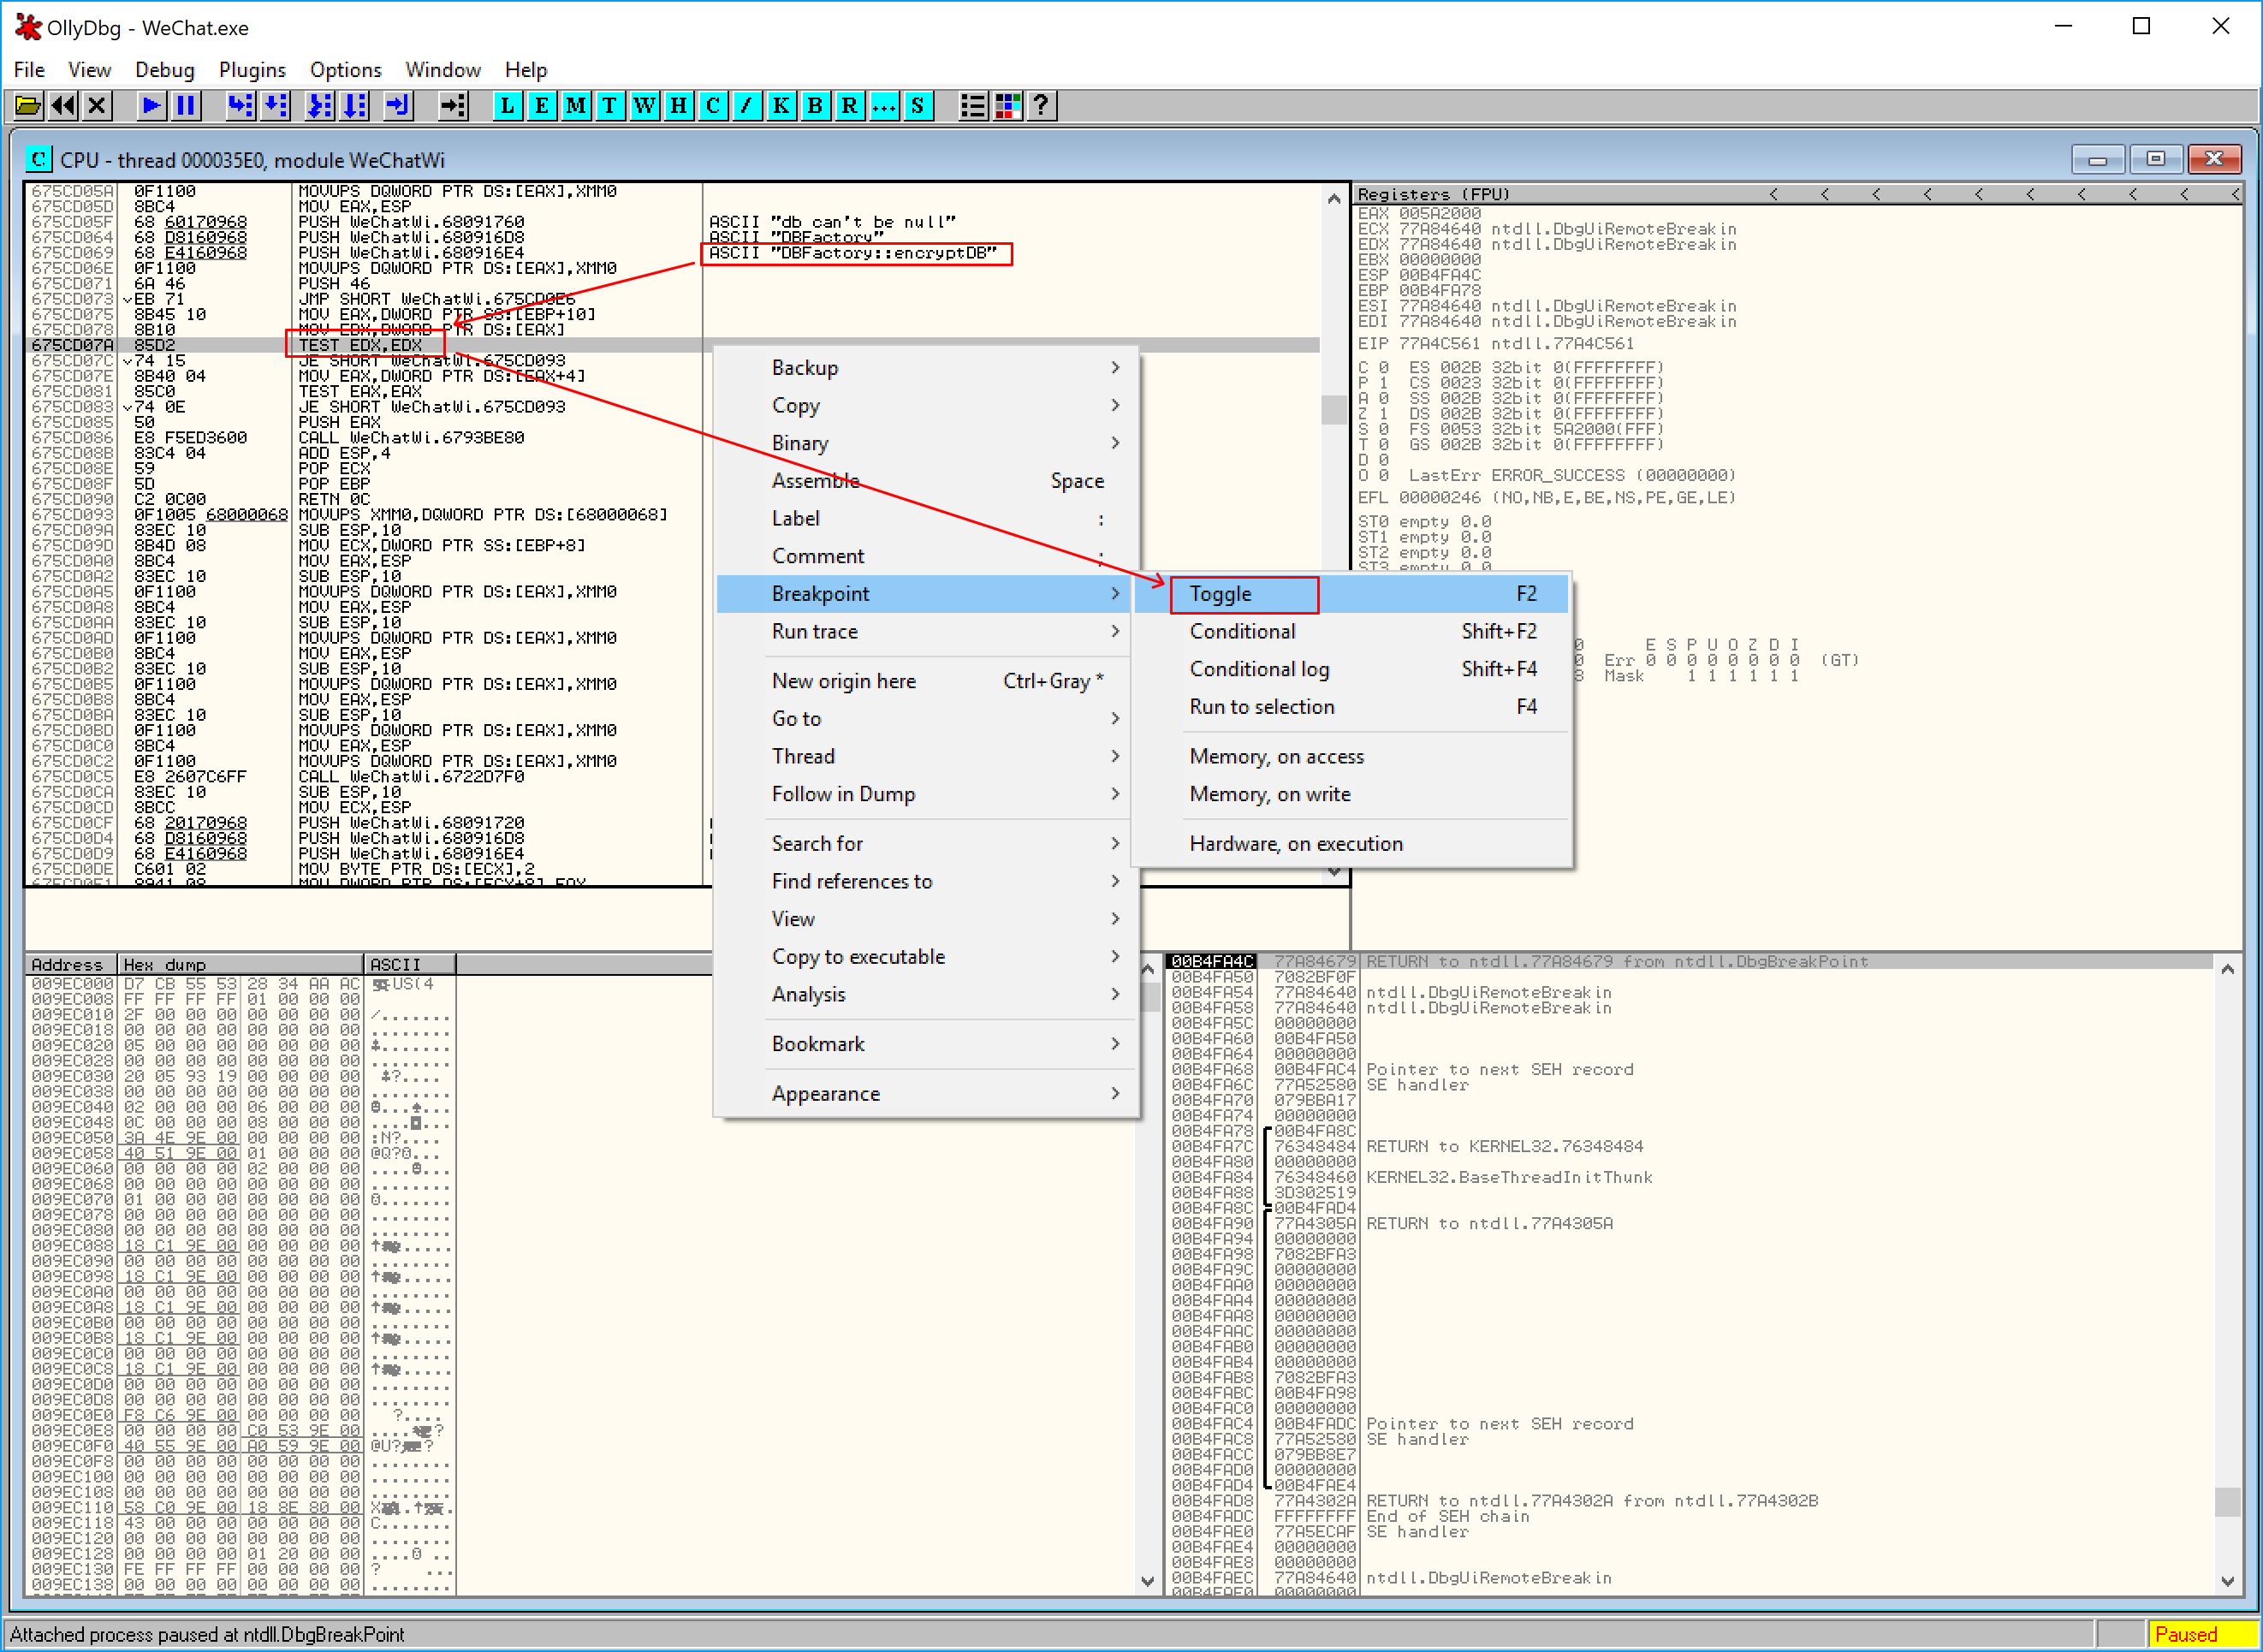 OllyDbg - WeChat.exe
File View Debug Plugins Options Window Help
L E M T W H C / K B R ... S ?
C CPU - thread 000035E0, module WeChatWi
675CD05A 0F1100 MOVUPS DQWORD PTR DS:[EAX],XMM0
675CD05D 8BC4 MOV EAX,ESP
675CD05F 68 60170968 PUSH WeChatWi.68091760 ASCII "db can't be null"
675CD064 68 D8160968 PUSH WeChatWi.680916D8 ASCII "DBFactory"
675CD069 68 E4160968 PUSH WeChatWi.680916E4 ASCII "DBFactory::encryptDB"
675CD06E 0F1100 MOVUPS DQWORD PTR DS:[EAX],XMM0
675CD071 6A 46 PUSH 46
675CD073 EB 71 JMP SHORT WeChatWi.675CD0E6
675CD075 8B45 10 MOV EAX,DWORD PTR SS:[EBP+10]
675CD078 8B10 MOV EDX,DWORD PTR DS:[EAX]
675CD07A 85D2 TEST EDX,EDX
675CD07C 74 15 JE SHORT WeChatWi.675CD093
675CD07E 8B40 04 MOV EAX,DWORD PTR DS:[EAX+4]
675CD081 85C0 TEST EAX,EAX
675CD083 74 0E JE SHORT WeChatWi.675CD093
675CD085 50 PUSH EAX
675CD086 E8 F5ED3600 CALL WeChatWi.6793BE80
675CD08B 83C4 04 ADD ESP,4
675CD08E 59 POP ECX
675CD08F 5D POP EBP
675CD090 C2 0C00 RETN 0C
675CD093 0F1005 68000068 MOVUPS XMM0,DQWORD PTR DS:[68000068]
675CD09A 83EC 10 SUB ESP,10
675CD09D 8B4D 08 MOV ECX,DWORD PTR SS:[EBP+8]
675CD0A0 8BC4 MOV EAX,ESP
675CD0A2 83EC 10 SUB ESP,10
675CD0A5 0F1100 MOVUPS DQWORD PTR DS:[EAX],XMM0
675CD0A8 8BC4 MOV EAX,ESP
675CD0AA 83EC 10 SUB ESP,10
675CD0AD 0F1100 MOVUPS DQWORD PTR DS:[EAX],XMM0
675CD0B0 8BC4 MOV EAX,ESP
675CD0B2 83EC 10 SUB ESP,10
675CD0B5 0F1100 MOVUPS DQWORD PTR DS:[EAX],XMM0
675CD0B8 8BC4 MOV EAX,ESP
675CD0BA 83EC 10 SUB ESP,10
675CD0BD 0F1100 MOVUPS DQWORD PTR DS:[EAX],XMM0
675CD0C0 8BC4 MOV EAX,ESP
675CD0C2 0F1100 MOVUPS DQWORD PTR DS:[EAX],XMM0
675CD0C5 E8 2607C6FF CALL WeChatWi.6722D7F0
675CD0CA 83EC 10 SUB ESP,10
675CD0CD 8BCC MOV ECX,ESP
675CD0CF 68 20170968 PUSH WeChatWi.68091720
675CD0D4 68 D8160968 PUSH WeChatWi.680916D8
675CD0D9 68 E4160968 PUSH WeChatWi.680916E4
675CD0DE C601 02 MOV BYTE PTR DS:[ECX],2
Backup
Copy
Binary
Assemble Space
Label :
Comment ;
Breakpoint
Run trace
New origin here Ctrl+Gray *
Go to
Thread
Follow in Dump
Search for
Find references to
View
Copy to executable
Analysis
Bookmark
Appearance
Toggle F2
Conditional Shift+F2
Conditional log Shift+F4
Run to selection F4
Memory, on access
Memory, on write
Hardware, on execution
Registers (FPU) < < < < < < < < < <
EAX 005A2000
ECX 77A84640 ntdll.DbgUiRemoteBreakin
EDX 77A84640 ntdll.DbgUiRemoteBreakin
EBX 00000000
ESP 00B4FA4C
EBP 00B4FA78
ESI 77A84640 ntdll.DbgUiRemoteBreakin
EDI 77A84640 ntdll.DbgUiRemoteBreakin
EIP 77A4C561 ntdll.77A4C561
C 0 ES 002B 32bit 0(FFFFFFFF)
P 1 CS 0023 32bit 0(FFFFFFFF)
A 0 SS 002B 32bit 0(FFFFFFFF)
Z 1 DS 002B 32bit 0(FFFFFFFF)
S 0 FS 0053 32bit 5A2000(FFF)
T 0 GS 002B 32bit 0(FFFFFFFF)
D 0
O 0 LastErr ERROR_SUCCESS (00000000)
EFL 00000246 (NO,NB,E,BE,NS,PE,GE,LE)
ST0 empty 0.0
ST1 empty 0.0
ST2 empty 0.0
ST3 empty 0.0
0 E S P U O Z D I
0 Err 0 0 0 0 0 0 0 0 (GT)
8 Mask 1 1 1 1 1 1
Address Hex dump ASCII
009EC000 D7 CB 55 53 28 34 AA AC US(4
009EC008 FF FF FF FF 01 00 00 00
009EC010 2F 00 00 00 00 00 00 00 /.......
009EC018 00 00 00 00 00 00 00 00 ........
009EC020 05 00 00 00 00 00 00 00
009EC028 00 00 00 00 00 00 00 00 ........
009EC030 20 05 93 19 00 00 00 00
009EC038 00 00 00 00 00 00 00 00 ........
009EC040 02 00 00 00 06 00 00 00
009EC048 0C 00 00 00 08 00 00 00
009EC050 3A 4E 9E 00 00 00 00 00 :N?....
009EC058 40 51 9E 00 01 00 00 00
009EC060 00 00 00 00 02 00 00 00
009EC068 00 00 00 00 00 00 00 00 ........
009EC070 01 00 00 00 00 00 00 00
009EC078 00 00 00 00 00 00 00 00 ........
009EC080 00 00 00 00 00 00 00 00 ........
009EC088 18 C1 9E 00 00 00 00 00
009EC090 00 00 00 00 00 00 00 00 ........
009EC098 18 C1 9E 00 00 00 00 00
009EC0A0 00 00 00 00 00 00 00 00 ........
009EC0A8 18 C1 9E 00 00 00 00 00
009EC0B0 00 00 00 00 00 00 00 00 ........
009EC0B8 18 C1 9E 00 00 00 00 00
009EC0C0 00 00 00 00 00 00 00 00 ........
009EC0C8 18 C1 9E 00 00 00 00 00
009EC0D0 00 00 00 00 00 00 00 00 ........
009EC0D8 00 00 00 00 00 00 00 00 ........
009EC0E0 F8 C6 9E 00 00 00 00 00 ?....
009EC0E8 00 00 00 00 C0 53 9E 00
009EC0F0 40 55 9E 00 A0 59 9E 00
009EC0F8 00 00 00 00 00 00 00 00 ........
009EC100 00 00 00 00 00 00 00 00 ........
009EC108 00 00 00 00 00 00 00 00 ........
009EC110 58 C0 9E 00 18 8E 80 00
009EC118 43 00 00 00 00 00 00 00 C.......
009EC120 00 00 00 00 00 00 00 00 ........
009EC128 00 00 00 00 01 20 00 00
009EC130 FE FF FF FF 00 00 00 00 ? ...
009EC138 00 00 00 00 00 00 00 00 ........
00B4FA4C 77A84679 RETURN to ntdll.77A84679 from ntdll.DbgBreakPoint
00B4FA50 7082BF0F
00B4FA54 77A84640 ntdll.DbgUiRemoteBreakin
00B4FA58 77A84640 ntdll.DbgUiRemoteBreakin
00B4FA5C 00000000
00B4FA60 00B4FA50
00B4FA64 00000000
00B4FA68 00B4FAC4 Pointer to next SEH record
00B4FA6C 77A52580 SE handler
00B4FA70 079BBA17
00B4FA74 00000000
00B4FA78 00B4FA8C
00B4FA7C 76348484 RETURN to KERNEL32.76348484
00B4FA80 00000000
00B4FA84 76348460 KERNEL32.BaseThreadInitThunk
00B4FA88 3D302519
00B4FA8C 00B4FAD4
00B4FA90 77A4305A RETURN to ntdll.77A4305A
00B4FA94 00000000
00B4FA98 7082BFA3
00B4FA9C 00000000
00B4FAA0 00000000
00B4FAA4 00000000
00B4FAA8 00000000
00B4FAAC 00000000
00B4FAB0 00000000
00B4FAB4 00000000
00B4FAB8 7082BFA3
00B4FABC 00B4FA98
00B4FAC0 00000000
00B4FAC4 00B4FADC Pointer to next SEH record
00B4FAC8 77A52580 SE handler
00B4FACC 079BB8E7
00B4FAD0 00000000
00B4FAD4 00B4FAE4
00B4FAD8 77A4302A RETURN to ntdll.77A4302A from ntdll.77A4302B
00B4FADC FFFFFFFF End of SEH chain
00B4FAE0 77A5ECAF SE handler
00B4FAE4 00000000
00B4FAE8 00000000
00B4FAEC 77A84640 ntdll.DbgUiRemoteBreakin
00B4FAF0 00000000
Attached process paused at ntdll.DbgBreakPoint
Paused